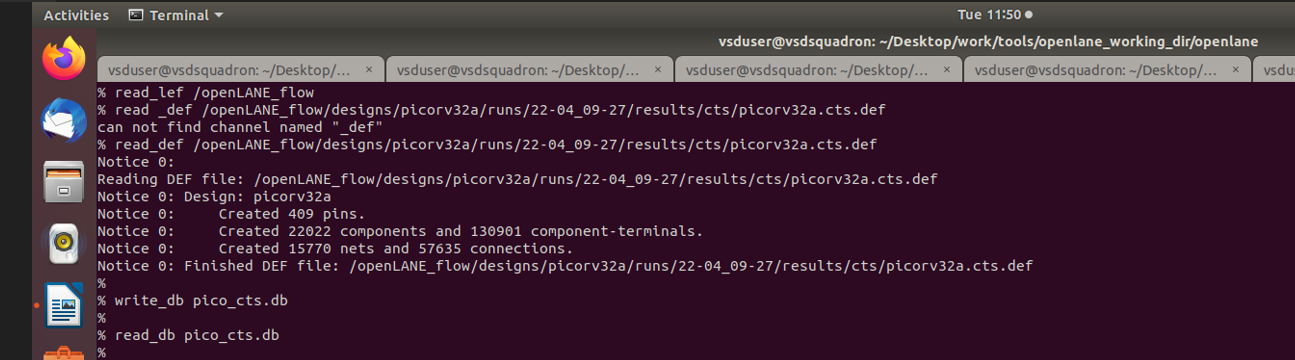 Activities Terminal Tue 11:50
vsduser@vsdsquadron: ~/Desktop/work/tools/openlane_working_dir/openlane
vsduser@vsdsquadron: ~/Desktop/... × vsduser@vsdsquadron: ~/Desktop/... × vsduser@vsdsquadron: ~/Desktop/... × vsduser@vsdsquadron: ~/Desktop/... × vsdus
% read_lef /openLANE_flow
% read _def /openLANE_flow/designs/picorv32a/runs/22-04_09-27/results/cts/picorv32a.cts.def
can not find channel named "_def"
% read_def /openLANE_flow/designs/picorv32a/runs/22-04_09-27/results/cts/picorv32a.cts.def
Notice 0:
Reading DEF file: /openLANE_flow/designs/picorv32a/runs/22-04_09-27/results/cts/picorv32a.cts.def
Notice 0: Design: picorv32a
Notice 0:     Created 409 pins.
Notice 0:     Created 22022 components and 130901 component-terminals.
Notice 0:     Created 15770 nets and 57635 connections.
Notice 0: Finished DEF file: /openLANE_flow/designs/picorv32a/runs/22-04_09-27/results/cts/picorv32a.cts.def
%
% write_db pico_cts.db
%
% read_db pico_cts.db
%